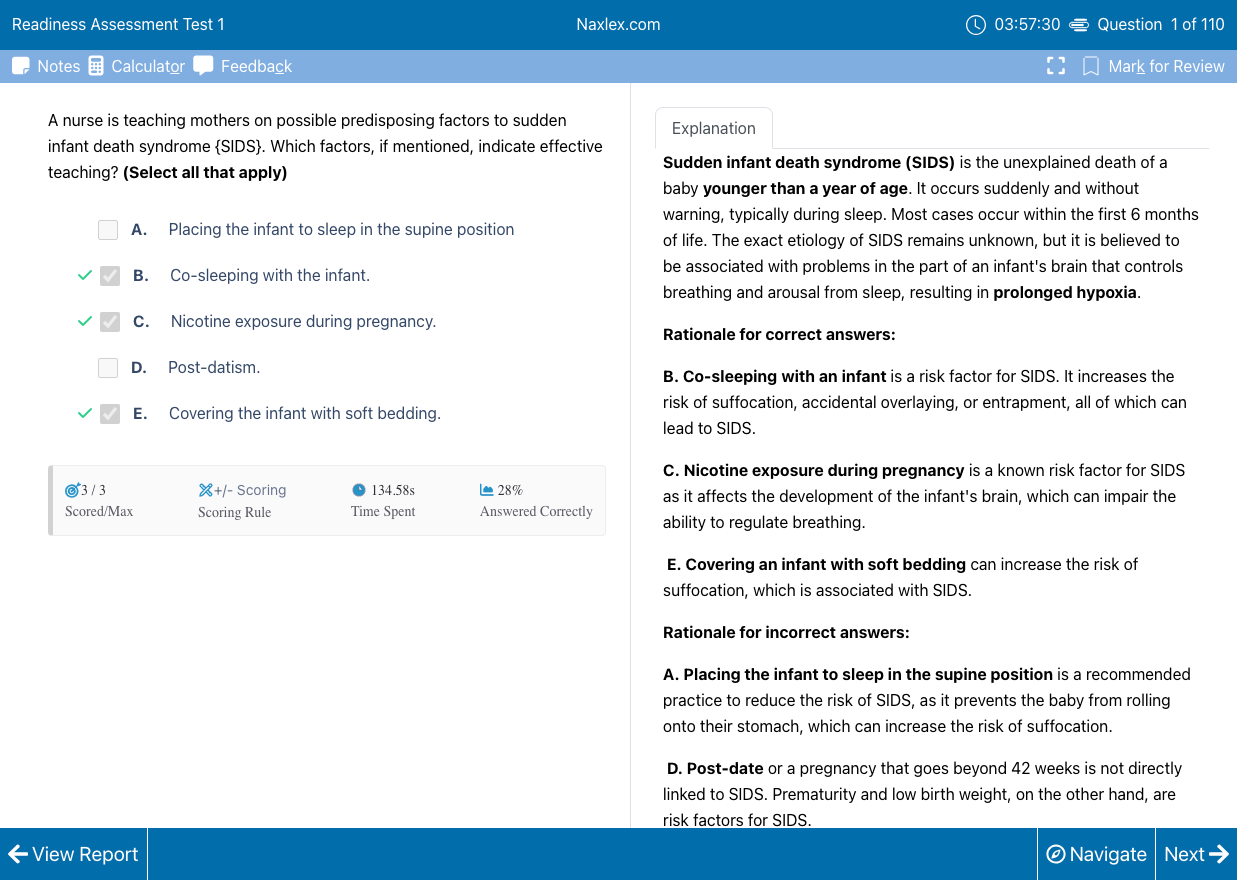 Readiness Assessment Test 1
Naxlex.com
03:57:30 Question 1 of 110
Notes Calculator Feedback
Mark for Review
A nurse is teaching mothers on possible predisposing factors to sudden
infant death syndrome {SIDS}. Which factors, if mentioned, indicate effective
teaching? (Select all that apply)
A. Placing the infant to sleep in the supine position
B. Co-sleeping with the infant.
C. Nicotine exposure during pregnancy.
D. Post-datism.
E. Covering the infant with soft bedding.
3 / 3
Scored/Max
+/- Scoring
Scoring Rule
134.58s
Time Spent
28%
Answered Correctly
Explanation
Sudden infant death syndrome (SIDS) is the unexplained death of a
baby younger than a year of age. It occurs suddenly and without
warning, typically during sleep. Most cases occur within the first 6 months
of life. The exact etiology of SIDS remains unknown, but it is believed to
be associated with problems in the part of an infant's brain that controls
breathing and arousal from sleep, resulting in prolonged hypoxia.
Rationale for correct answers:
B. Co-sleeping with an infant is a risk factor for SIDS. It increases the
risk of suffocation, accidental overlaying, or entrapment, all of which can
lead to SIDS.
C. Nicotine exposure during pregnancy is a known risk factor for SIDS
as it affects the development of the infant's brain, which can impair the
ability to regulate breathing.
E. Covering an infant with soft bedding can increase the risk of
suffocation, which is associated with SIDS.
Rationale for incorrect answers:
A. Placing the infant to sleep in the supine position is a recommended
practice to reduce the risk of SIDS, as it prevents the baby from rolling
onto their stomach, which can increase the risk of suffocation.
D. Post-date or a pregnancy that goes beyond 42 weeks is not directly
linked to SIDS. Prematurity and low birth weight, on the other hand, are
risk factors for SIDS.
View Report
Navigate
Next